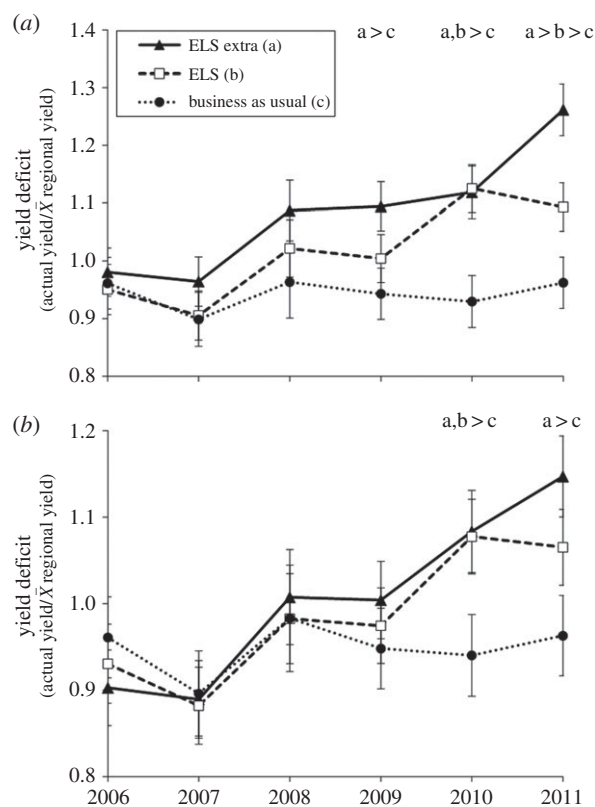 (a)
1.4
1.3
1.2
1.1
1.0
0.9
0.8
yield deficit
(actual yield/X̄ regional yield)
ELS extra (a)
ELS (b)
business as usual (c)
a > c
a,b > c
a > b > c
(b)
1.2
1.1
1.0
0.9
0.8
yield deficit
(actual yield/X̄ regional yield)
a,b > c
a > c
2006 2007 2008 2009 2010 2011